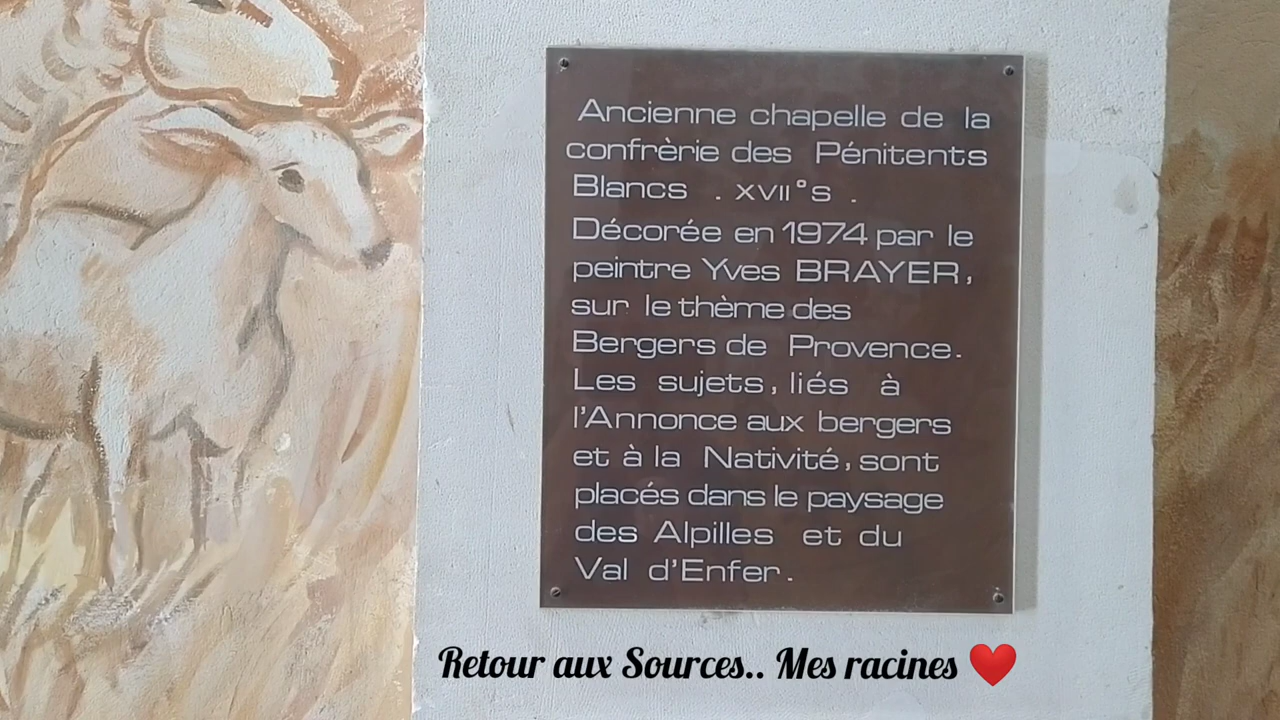 Ancienne chapelle de la
confrèrie des Pénitents
Blancs . XVII°s .
Décorée en 1974 par le
peintre Yves BRAYER,
sur le thème des
Bergers de Provence.
Les sujets, liés à
l'Annonce aux bergers
et à la Nativité, sont
placés dans le paysage
des Alpilles et du
Val d'Enfer.
Retour aux Sources.. Mes racines ❤️